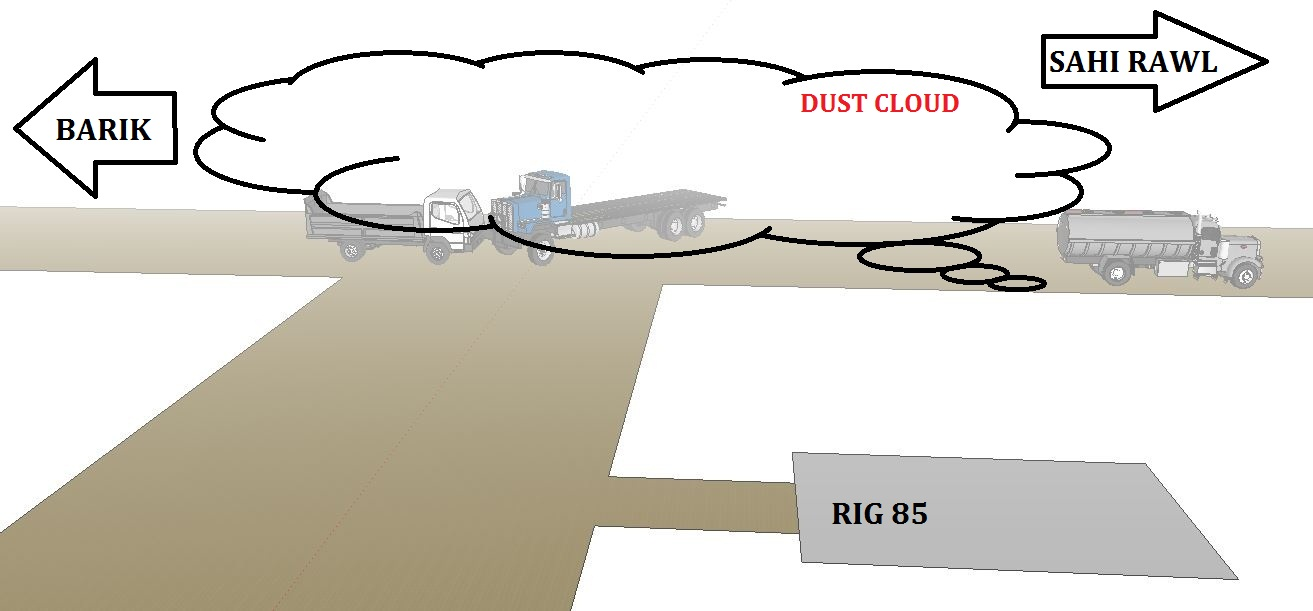 SAHI RAWL
DUST CLOUD
BARIK
RIG 85